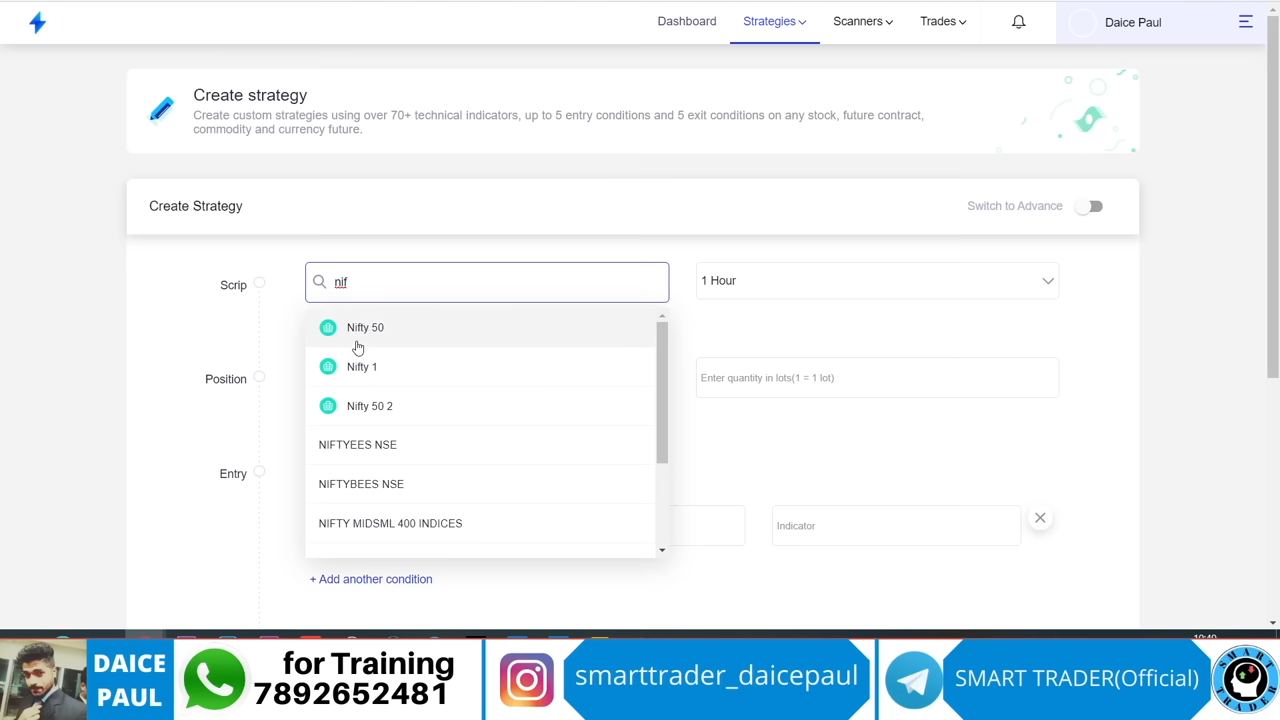 Dashboard Strategies Scanners Trades Daice Paul
Create strategy
Create custom strategies using over 70+ technical indicators, up to 5 entry conditions and 5 exit conditions on any stock, future contract,
commodity and currency future.
Create Strategy Switch to Advance
Scrip nif 1 Hour
Nifty 50
Nifty 1
Position Enter quantity in lots(1 = 1 lot)
Nifty 50 2
NIFTYEES NSE
Entry NIFTYBEES NSE
NIFTY MIDSML 400 INDICES Indicator
+ Add another condition
DAICE
PAUL
for Training
7892652481
smarttrader_daicepaul
SMART TRADER(Official)
SMART
TRADER